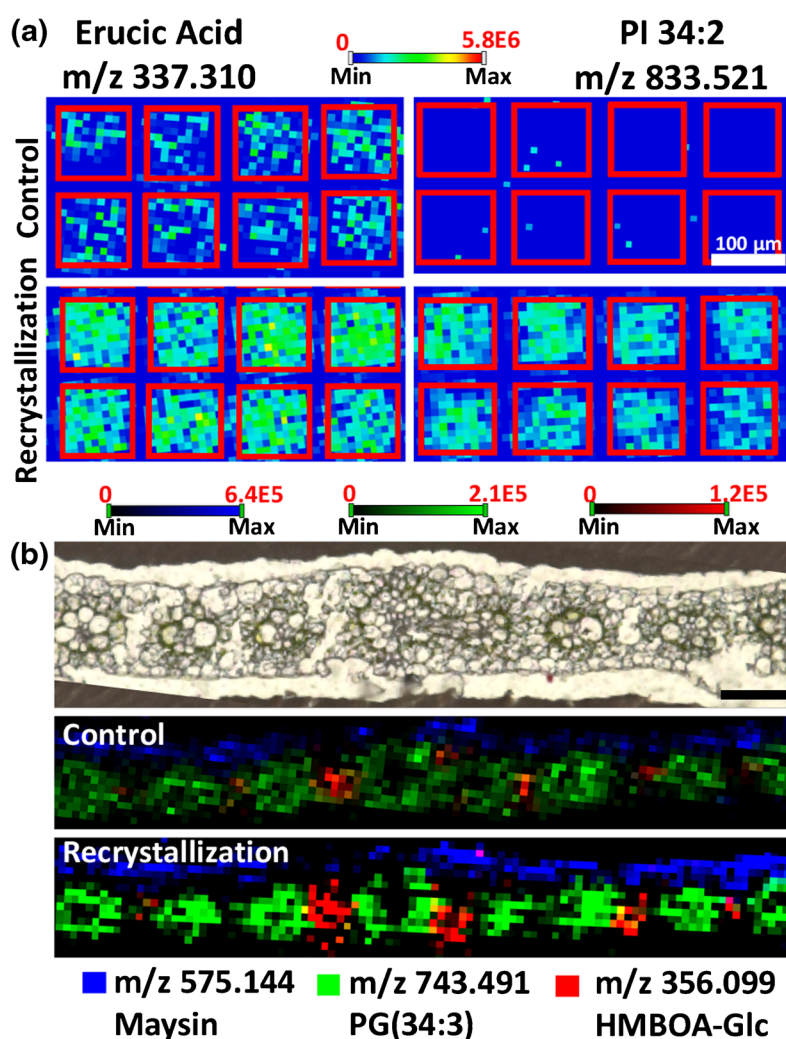 (a) Erucic Acid 0 5.8E6 PI 34:2
m/z 337.310 Min Max m/z 833.521
Control
100 µm
Recrystallization
0 6.4E5 0 2.1E5 0 1.2E5
Min Max Min Max Min Max
(b)
Control
Recrystallization
m/z 575.144 m/z 743.491 m/z 356.099
Maysin PG(34:3) HMBOA-Glc